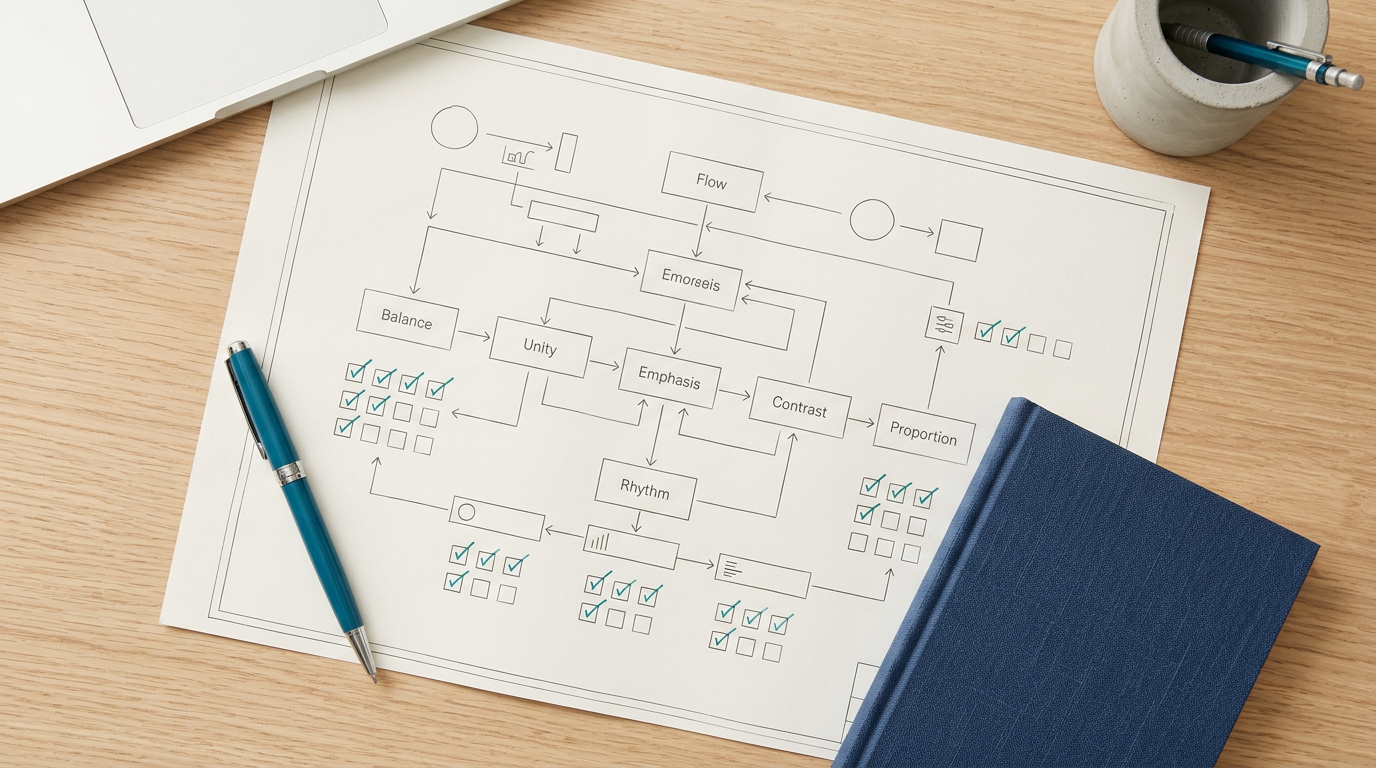 Flow
Emorseis
Balance
Unity
Emphasis
Contrast
Proportion
Rhythm